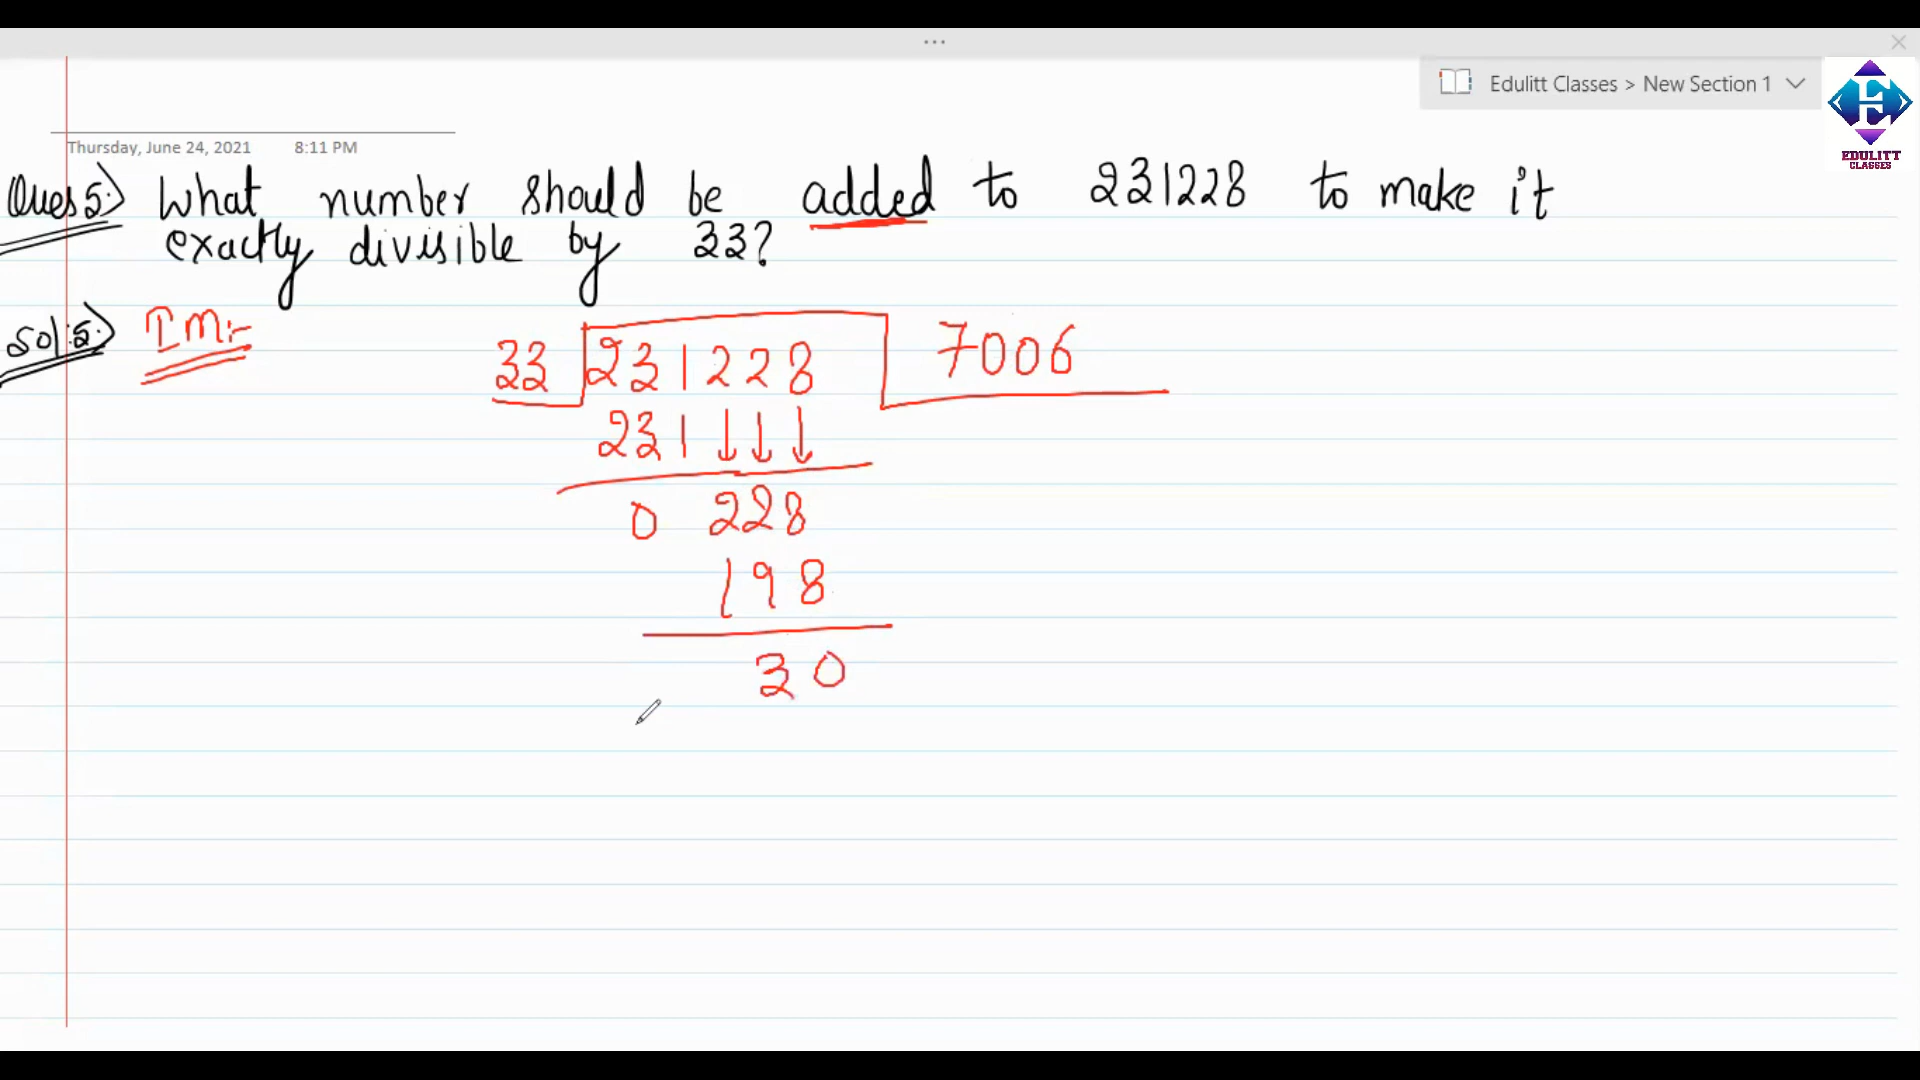 ...
Edulitt Classes > New Section 1
EDULITT
CLASSES
Thursday, June 24, 2021 8:11 PM
Ques 5:) What number should be added to 231228 to make it
exactly divisible by 33?
Sol:5:) TM:-
33 231228 7006
231↓↓↓
0 228
198
30